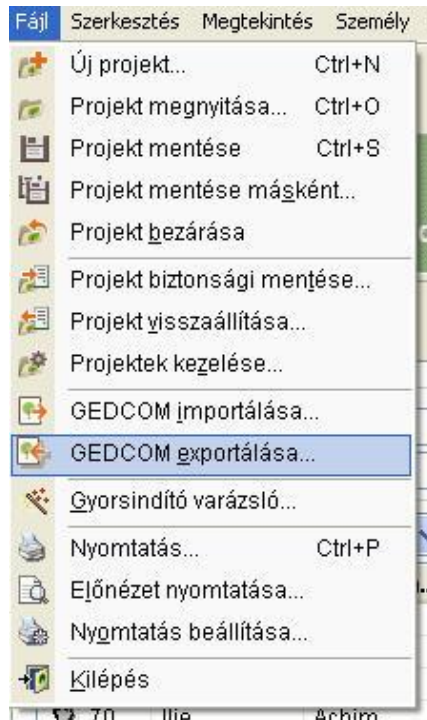 Fájl Szerkesztés Megtekintés Személy
Új projekt... Ctrl+N
Projekt megnyitása... Ctrl+O
Projekt mentése Ctrl+S
Projekt mentése másként...
Projekt bezárása
Projekt biztonsági mentése...
Projekt visszaállítása...
Projektek kezelése...
GEDCOM importálása...
GEDCOM exportálása...
Gyorsindító varázsló...
Nyomtatás... Ctrl+P
Előnézet nyomtatása...
Nyomtatás beállítása...
Kilépés
70 Ilie Achim